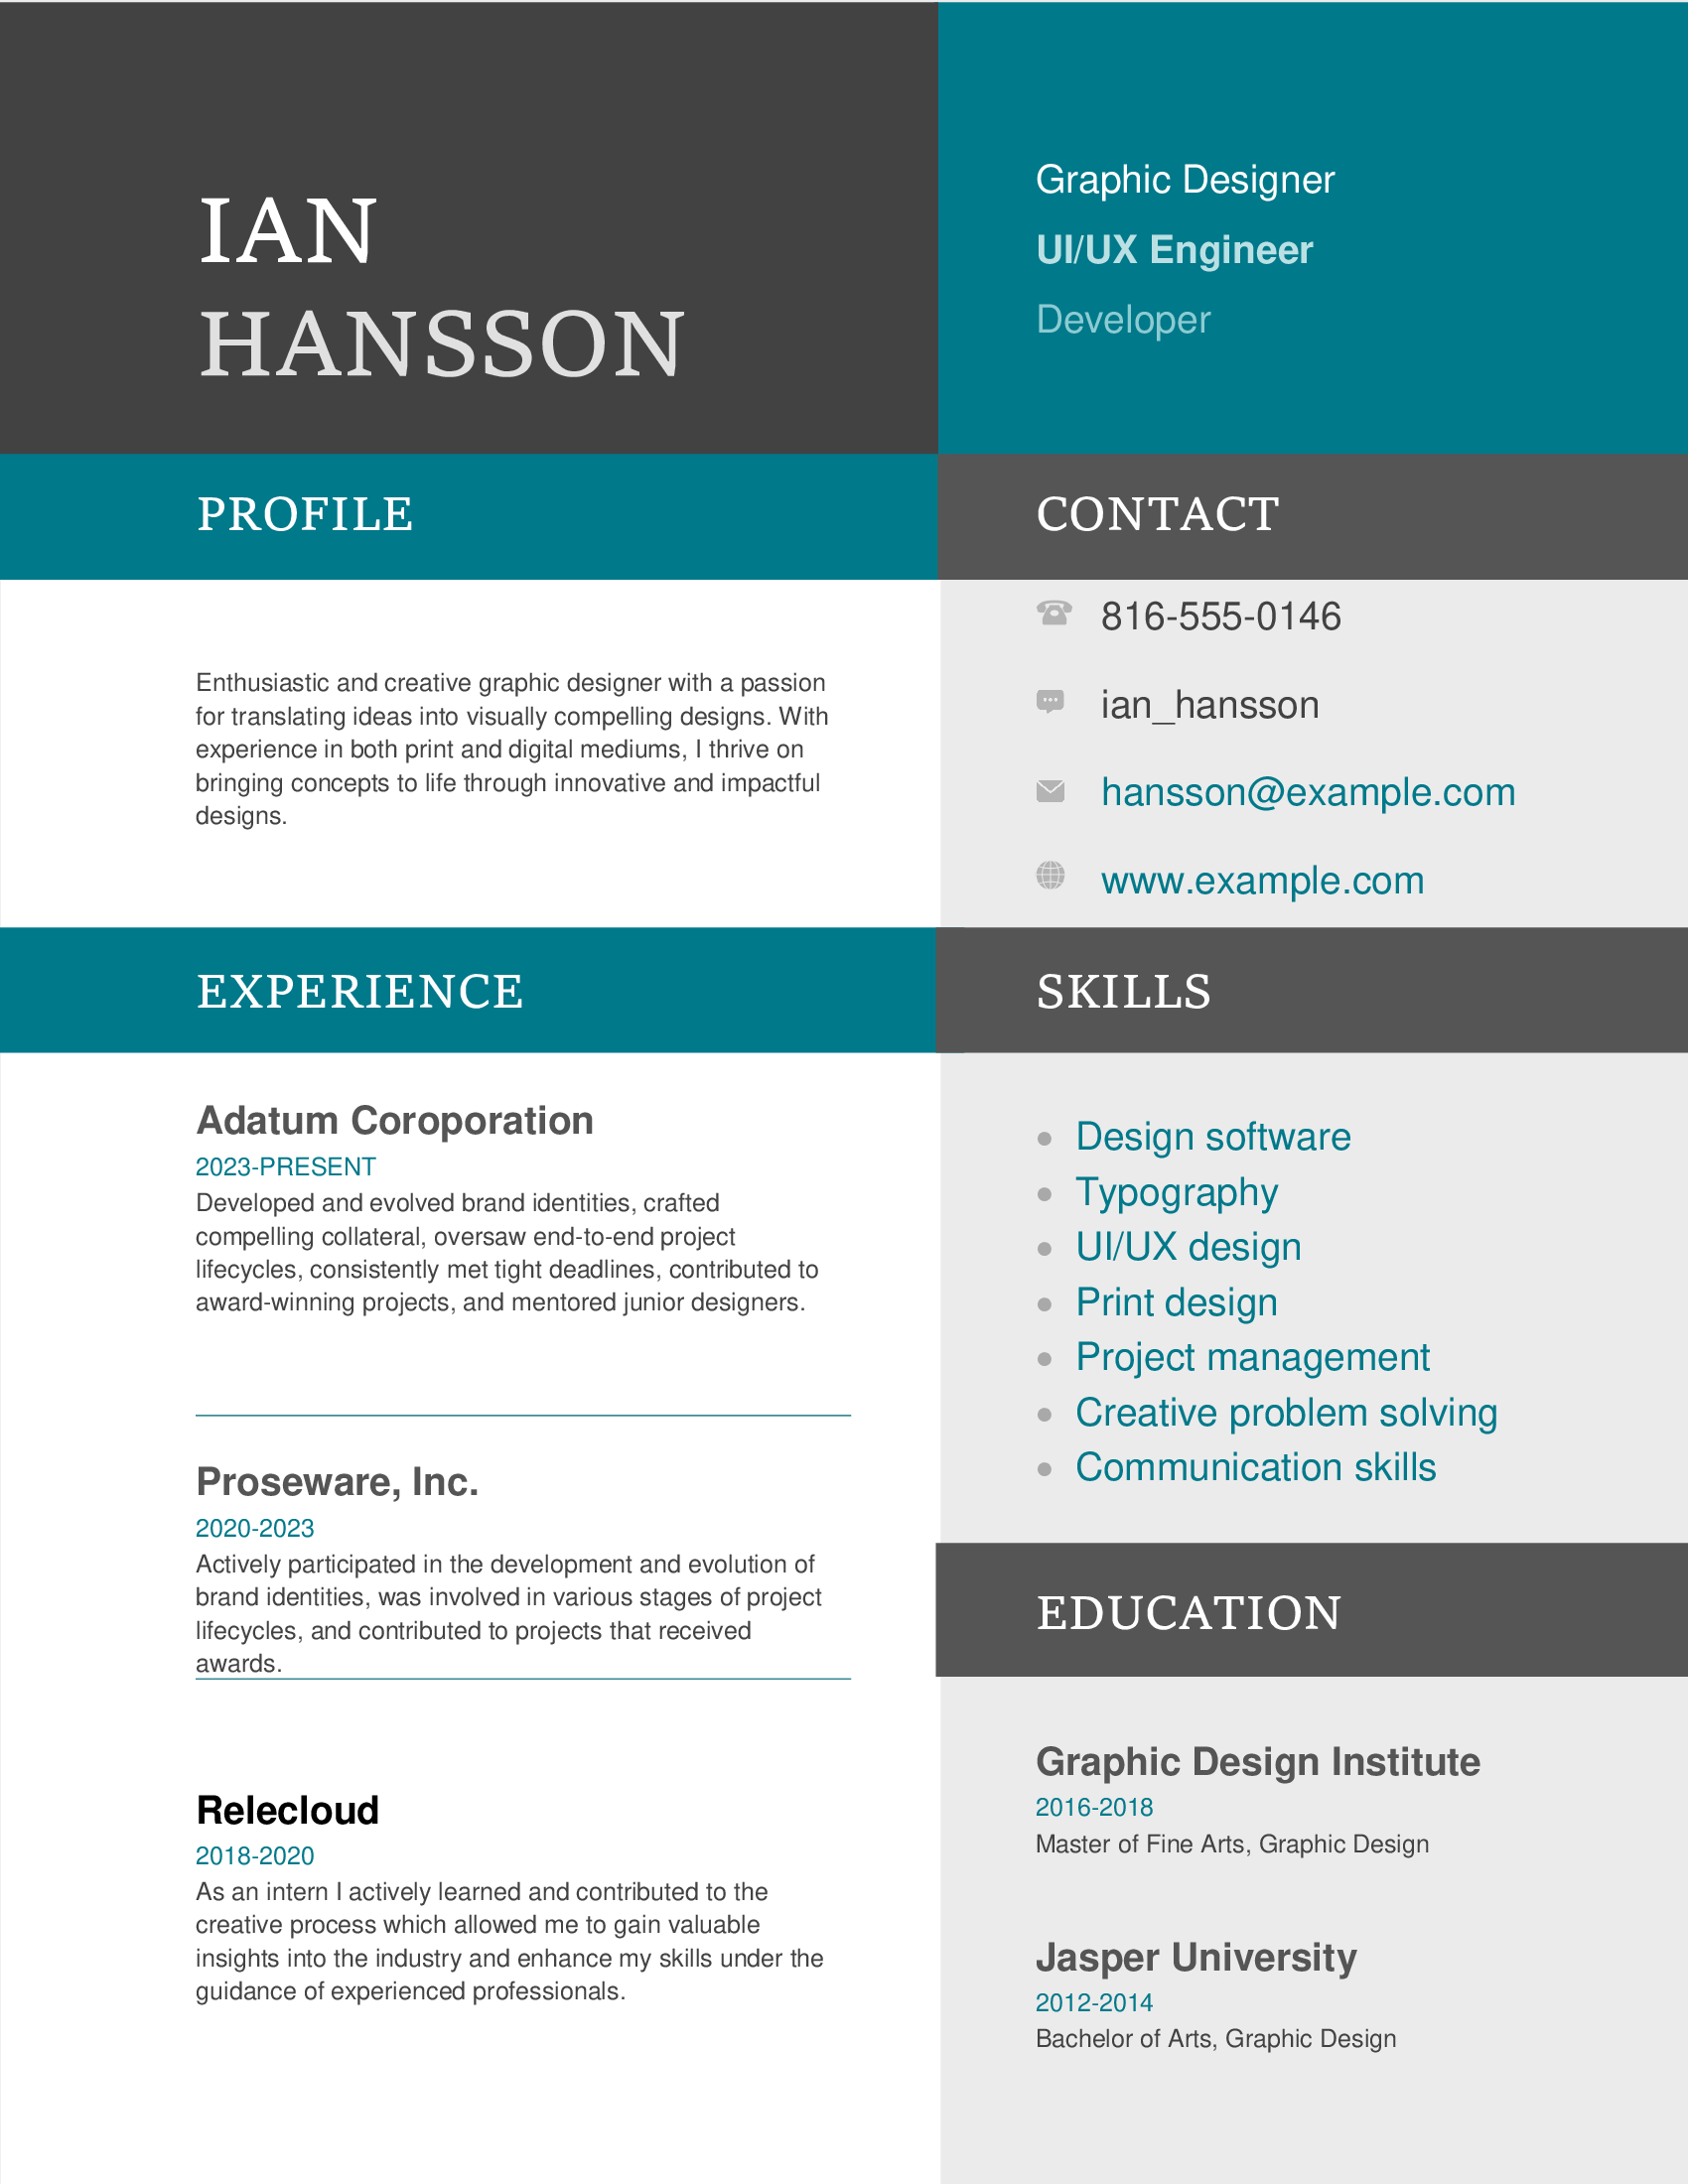 IAN
HANSSON
Graphic Designer
UI/UX Engineer
Developer
PROFILE
Enthusiastic and creative graphic designer with a passion
for translating ideas into visually compelling designs. With
experience in both print and digital mediums, I thrive on
bringing concepts to life through innovative and impactful
designs.
CONTACT
816-555-0146
ian_hansson
hansson@example.com
www.example.com
EXPERIENCE
Adatum Coroporation
2023-PRESENT
Developed and evolved brand identities, crafted
compelling collateral, oversaw end-to-end project
lifecycles, consistently met tight deadlines, contributed to
award-winning projects, and mentored junior designers.
Proseware, Inc.
2020-2023
Actively participated in the development and evolution of
brand identities, was involved in various stages of project
lifecycles, and contributed to projects that received
awards.
Relecloud
2018-2020
As an intern I actively learned and contributed to the
creative process which allowed me to gain valuable
insights into the industry and enhance my skills under the
guidance of experienced professionals.
SKILLS
Design software
Typography
UI/UX design
Print design
Project management
Creative problem solving
Communication skills
EDUCATION
Graphic Design Institute
2016-2018
Master of Fine Arts, Graphic Design
Jasper University
2012-2014
Bachelor of Arts, Graphic Design